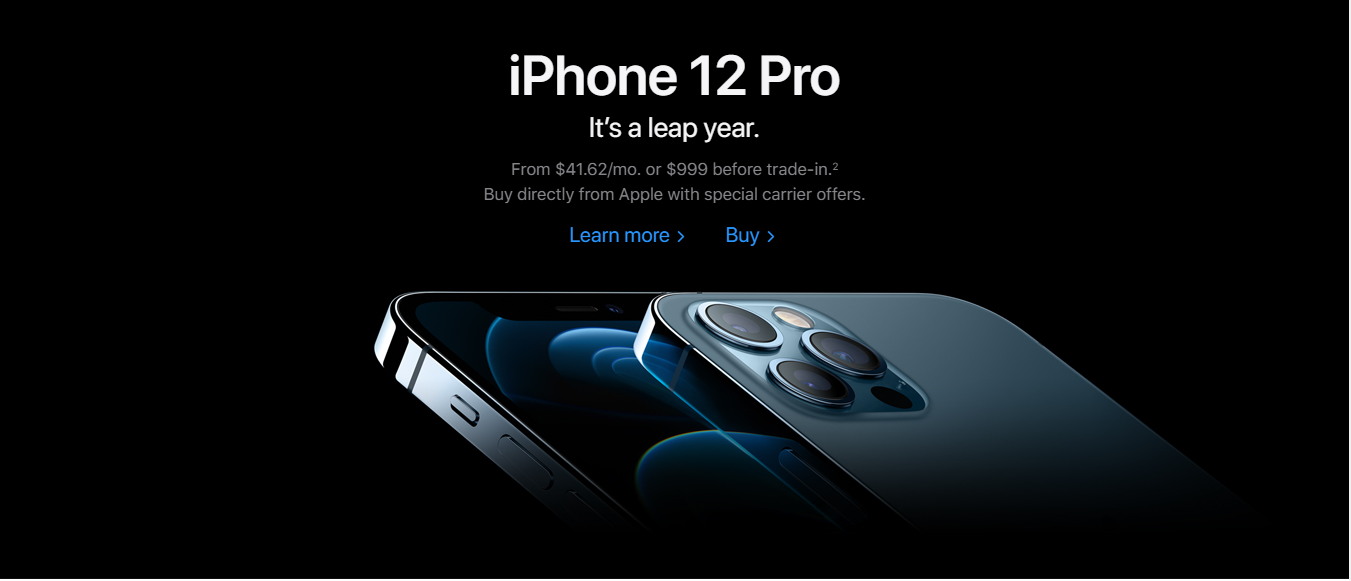 iPhone 12 Pro
It’s a leap year.
From $41.62/mo. or $999 before trade-in.²
Buy directly from Apple with special carrier offers.
Learn more >
Buy >